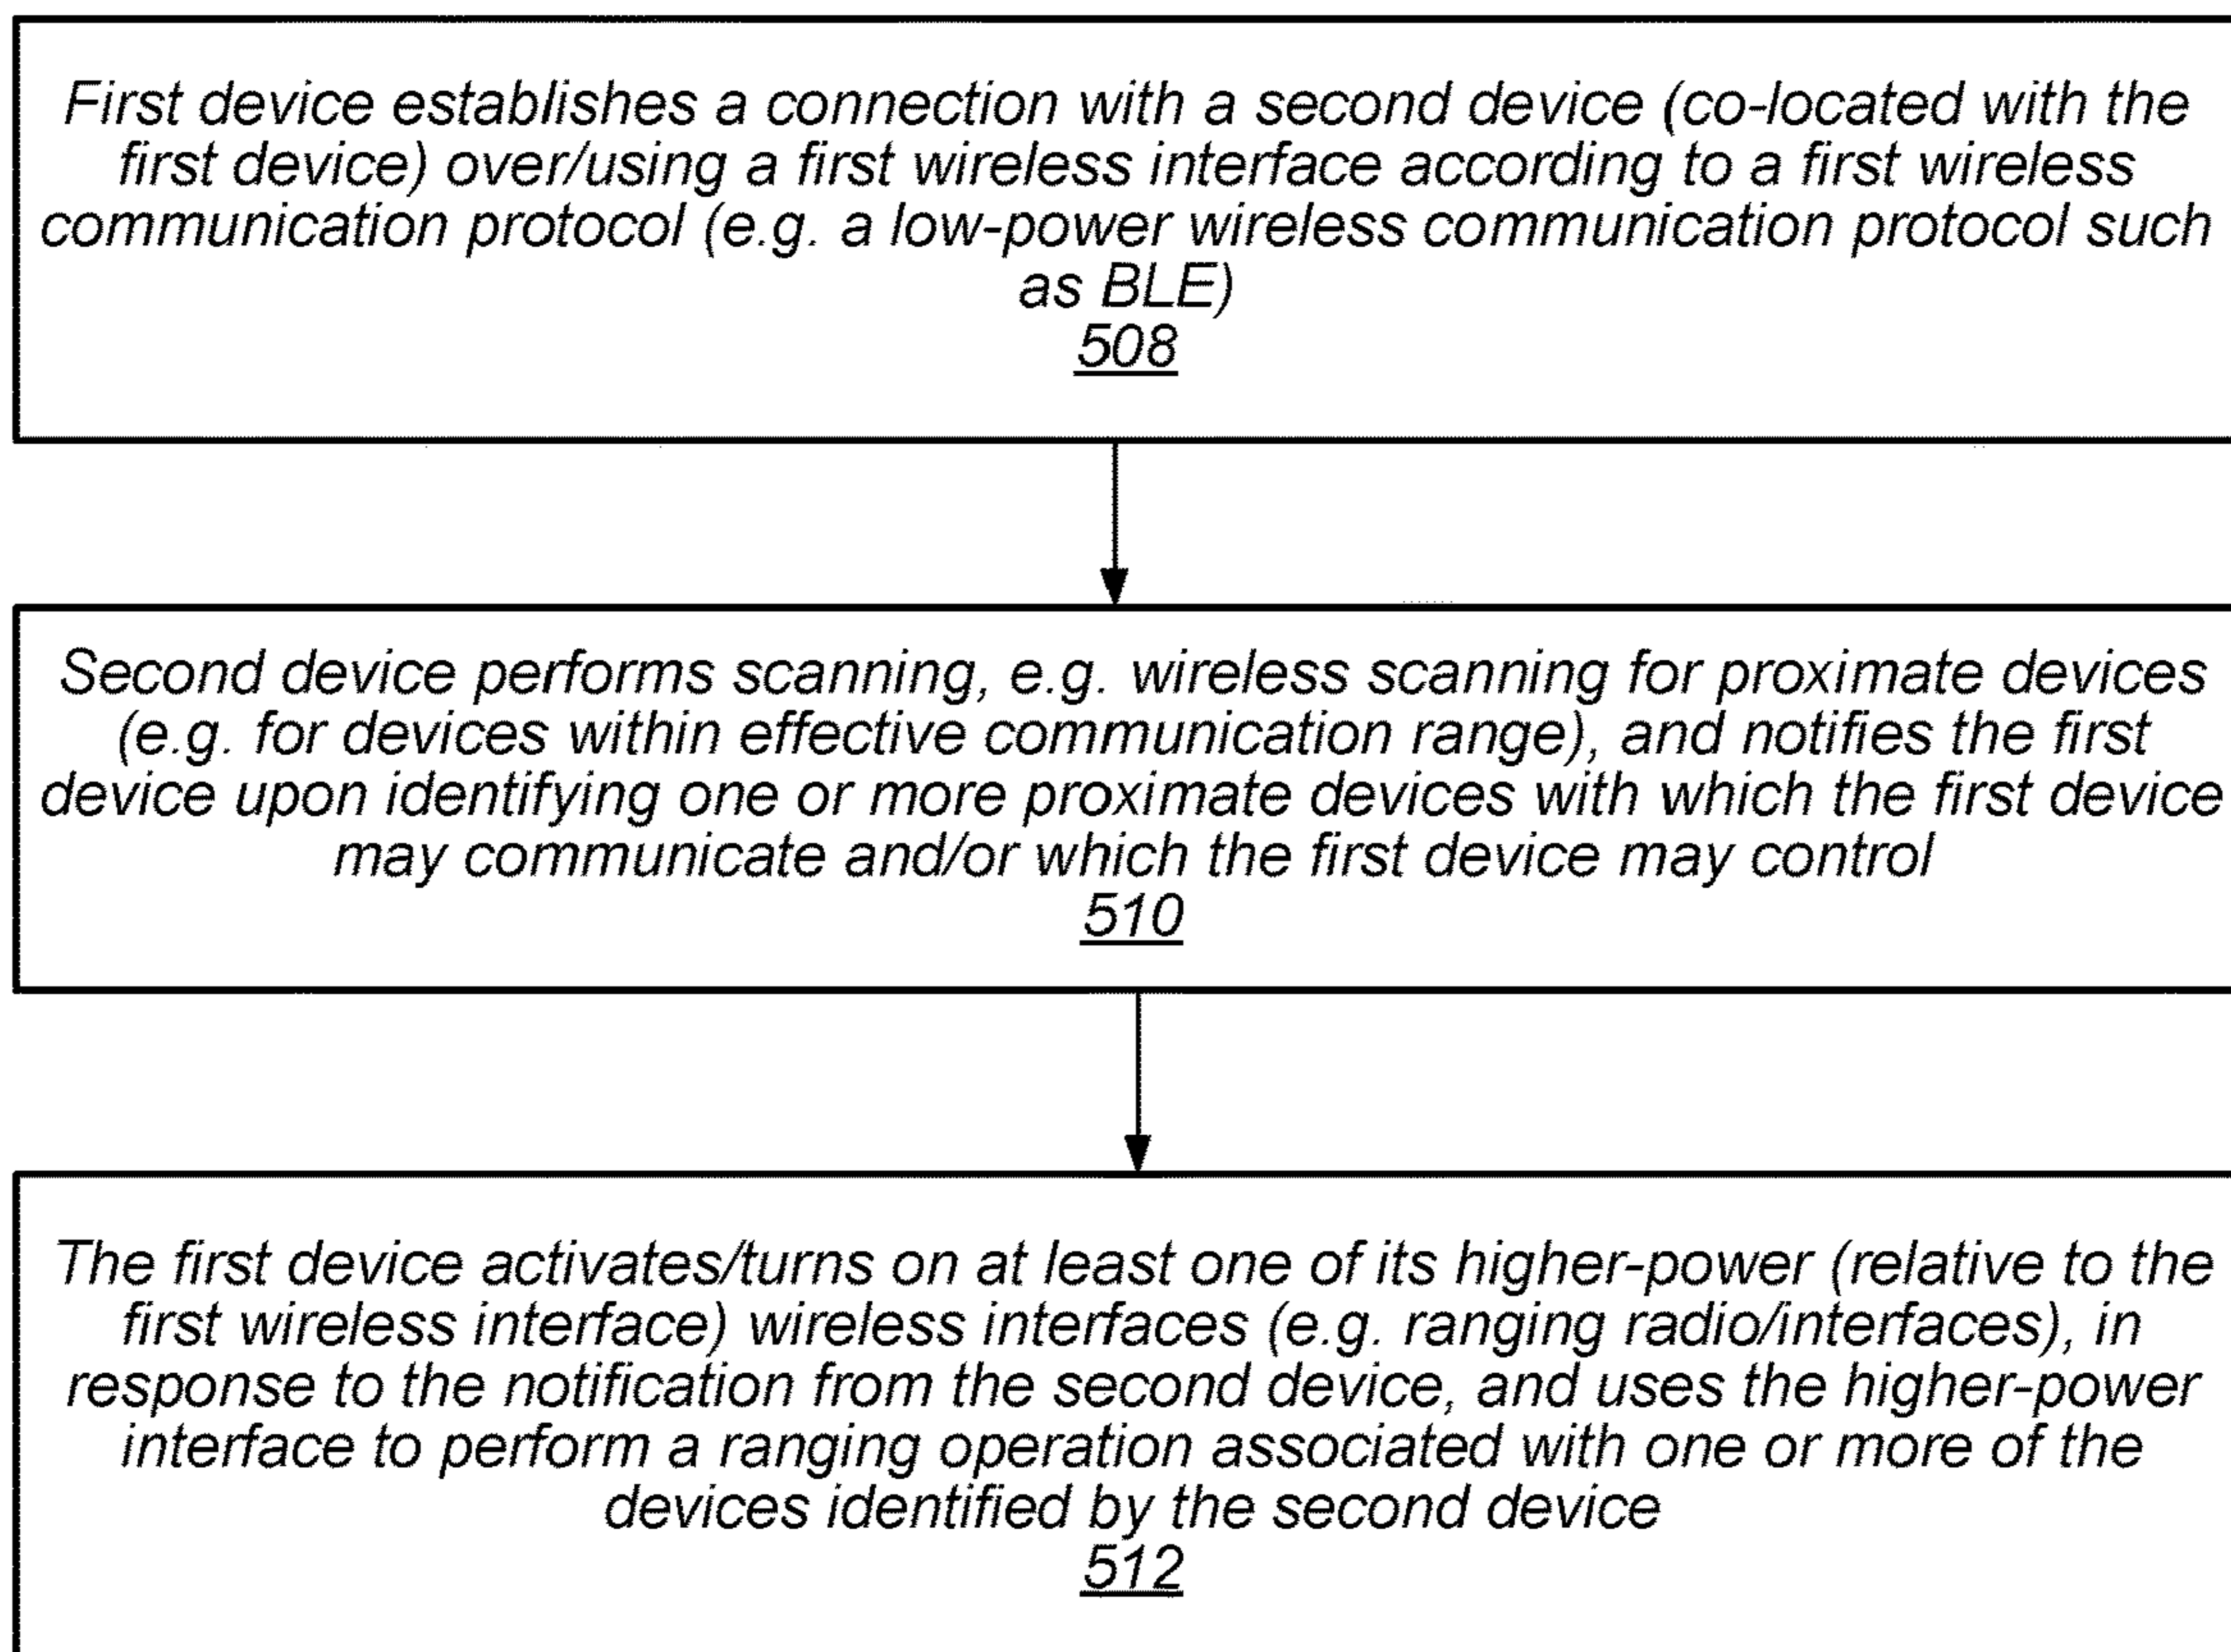 First device establishes a connection with a second device (co-located with the
first device) over/using a first wireless interface according to a first wireless
communication protocol (e.g. a low-power wireless communication protocol such
as BLE)
508
Second device performs scanning, e.g. wireless scanning for proximate devices
(e.g. for devices within effective communication range), and notifies the first
device upon identifying one or more proximate devices with which the first device
may communicate and/or which the first device may control
510
The first device activates/turns on at least one of its higher-power (relative to the
first wireless interface) wireless interfaces (e.g. ranging radio/interfaces), in
response to the notification from the second device, and uses the higher-power
interface to perform a ranging operation associated with one or more of the
devices identified by the second device
512